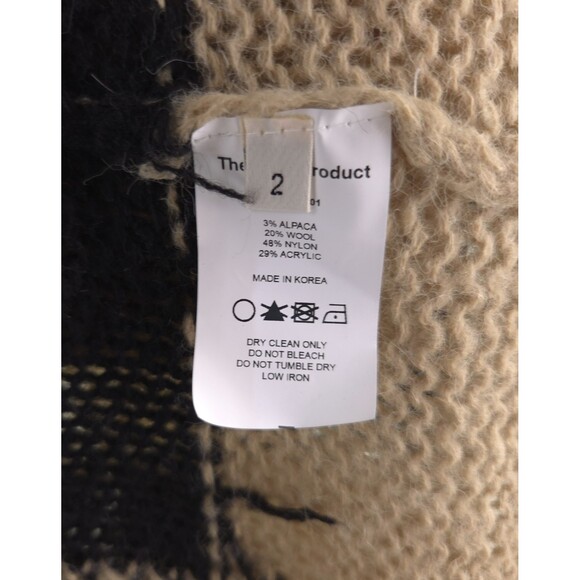 The roduct
2
01
3% ALPACA
20% WOOL
48% NYLON
29% ACRYLIC
MADE IN KOREA
DRY CLEAN ONLY
DO NOT BLEACH
DO NOT TUMBLE DRY
LOW IRON